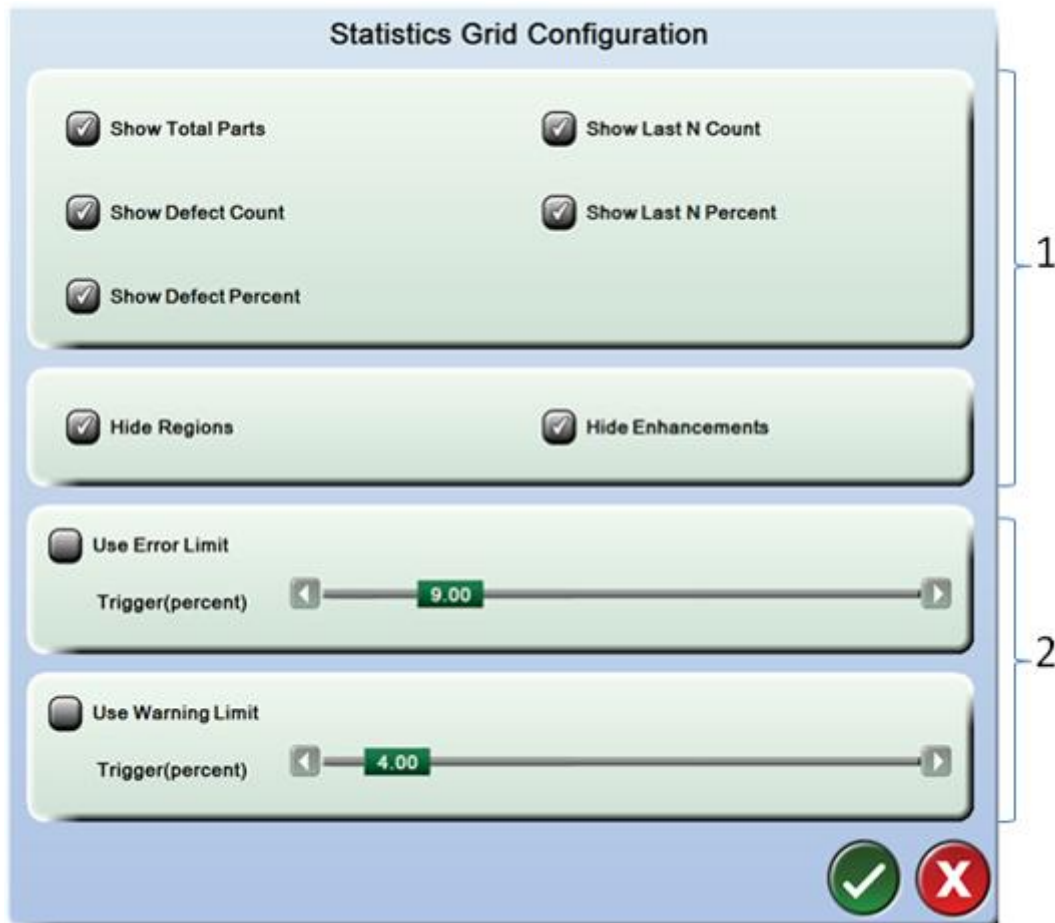 Statistics Grid Configuration
Show Total Parts
Show Last N Count
Show Defect Count
Show Last N Percent
Show Defect Percent
1
Hide Regions
Hide Enhancements
Use Error Limit
Trigger(percent)
9.00
2
Use Warning Limit
Trigger(percent)
4.00